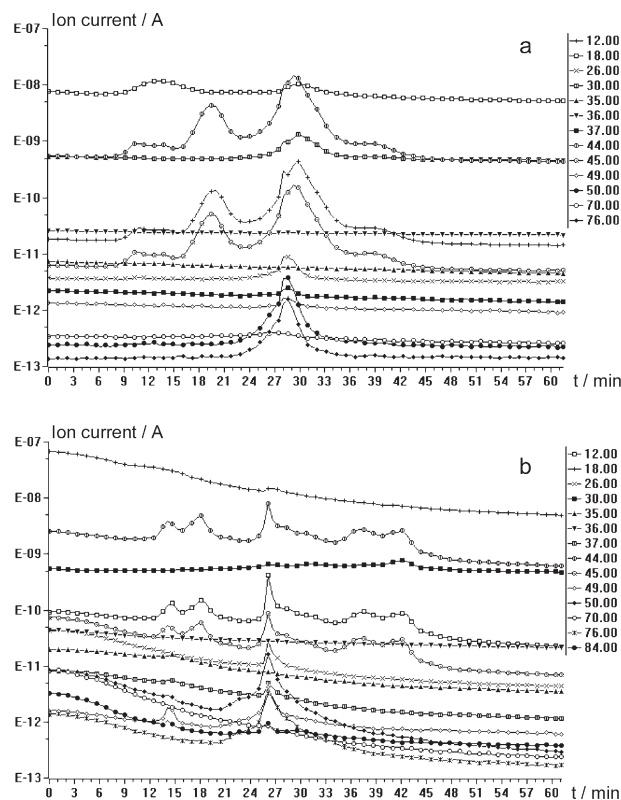 Ion current / A
a
E-07
E-08
E-09
E-10
E-11
E-12
E-13
0 3 6 9 12 15 18 21 24 27 30 33 36 39 42 45 48 51 54 57 60 t / min
12.00
18.00
26.00
30.00
35.00
36.00
37.00
44.00
45.00
49.00
50.00
70.00
76.00
Ion current / A
b
E-07
E-08
E-09
E-10
E-11
E-12
E-13
0 3 6 9 12 15 18 21 24 27 30 33 36 39 42 45 48 51 54 57 60 t / min
12.00
18.00
26.00
30.00
35.00
36.00
37.00
44.00
45.00
49.00
50.00
70.00
76.00
84.00